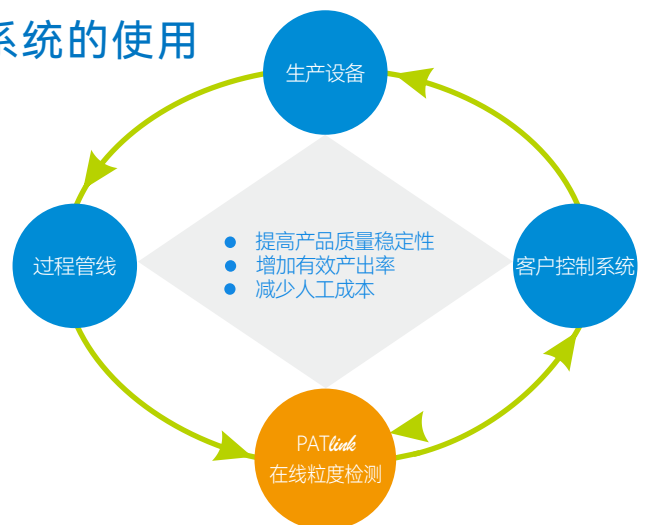 系统的使用
生产设备
过程管线
● 提高产品质量稳定性
● 增加有效产出率
● 减少人工成本
客户控制系统
PATlink
在线粒度检测